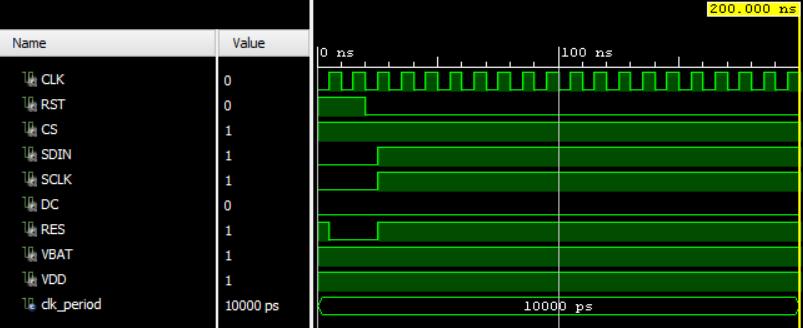 200.000 ns
Name Value
0 ns 100 ns
CLK 0
RST 0
CS 1
SDIN 1
SCLK 1
DC 0
RES 1
VBAT 1
VDD 1
clk_period 10000 ps 10000 ps